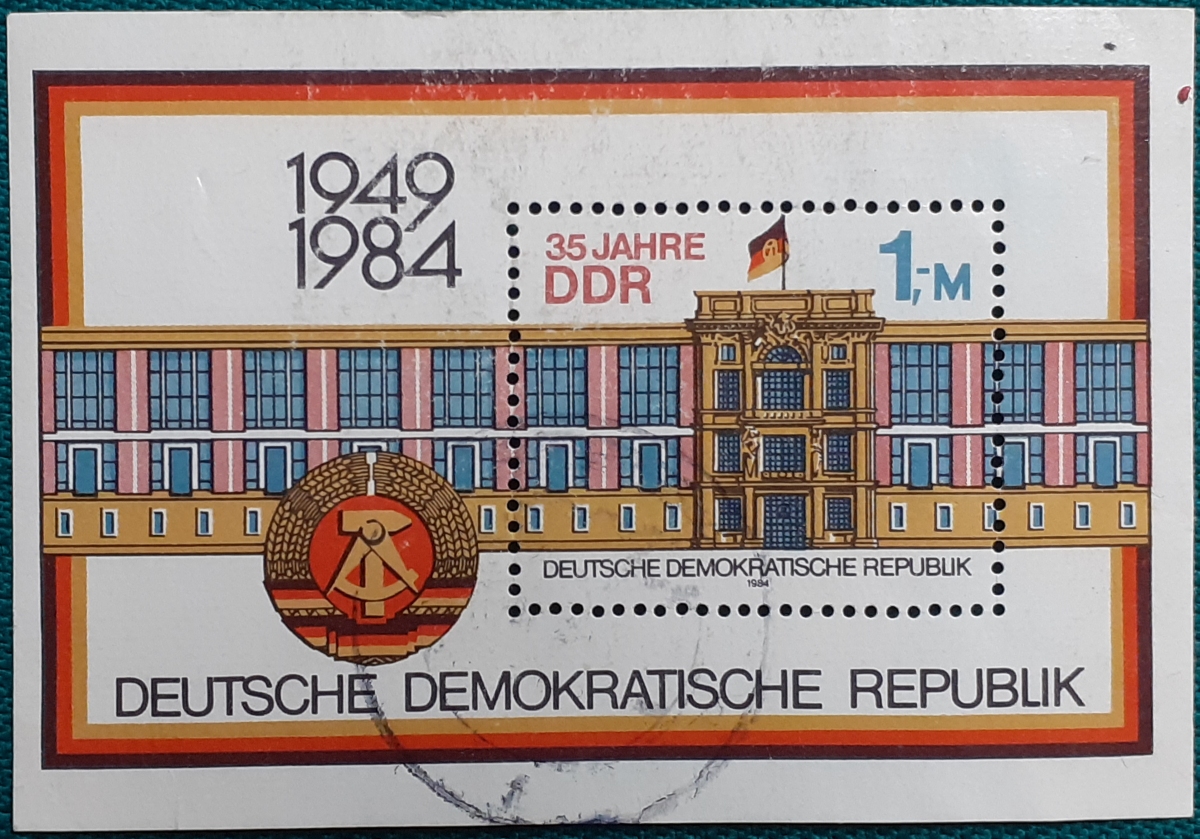 1949
1984
35 JAHRE
DDR
1,-M
DEUTSCHE DEMOKRATISCHE REPUBLIK
1984
DEUTSCHE DEMOKRATISCHE REPUBLIK